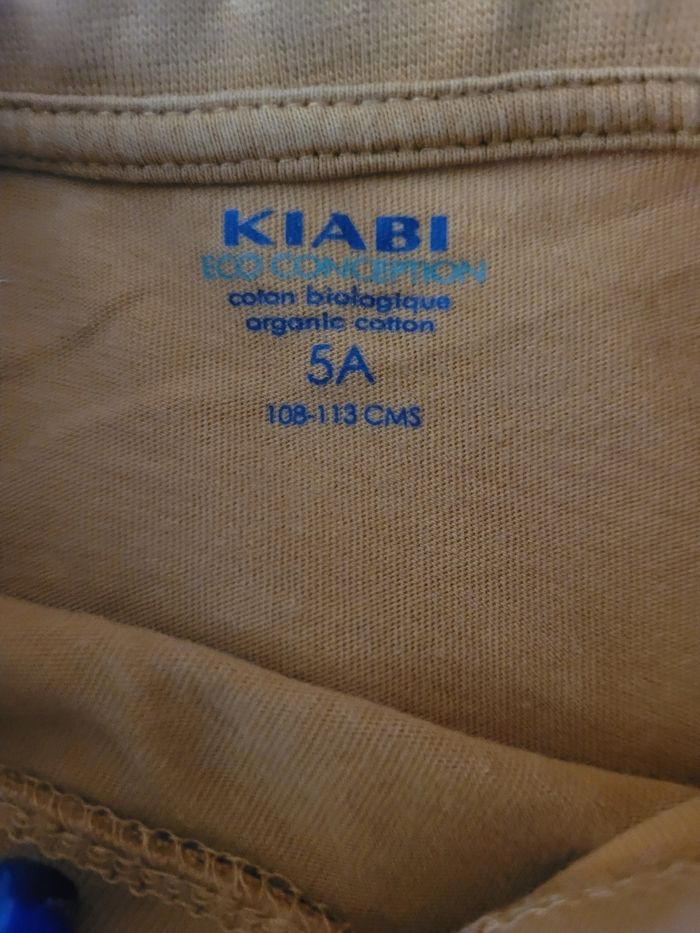 KIABI
ECO CONCEPTION
coton biologique
organic cotton
5A
108-113 CMS